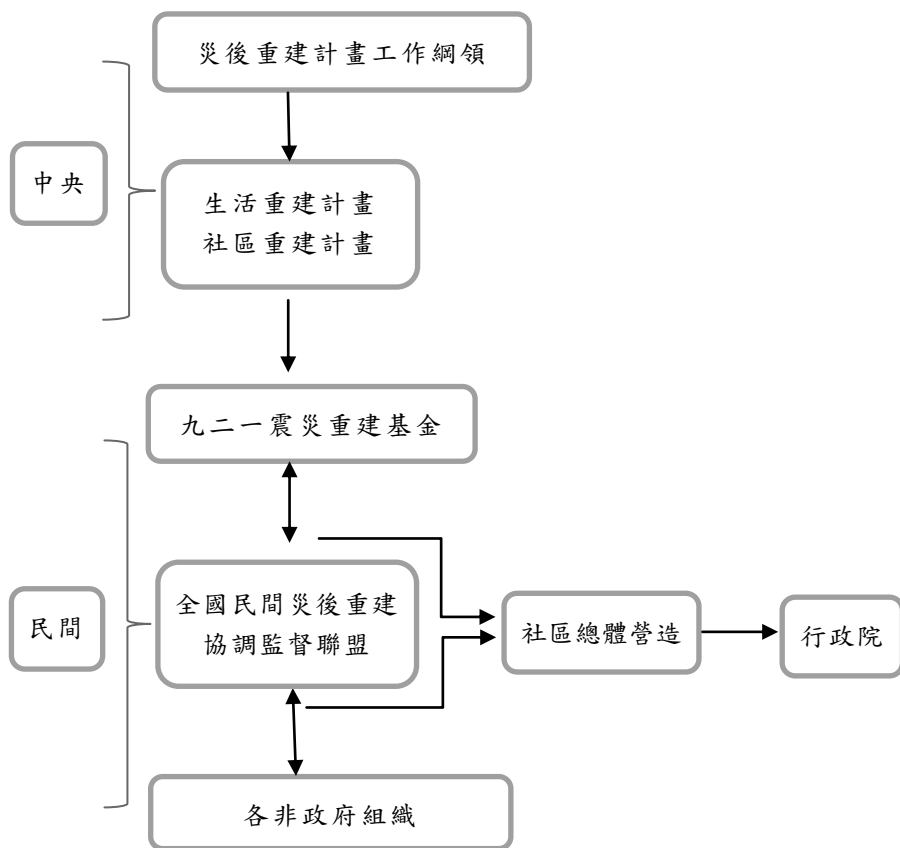 災後重建計畫工作綱領
中央
生活重建計畫
社區重建計畫
九二一震災重建基金
民間
全國民間災後重建
協調監督聯盟
社區總體營造
行政院
各非政府組織